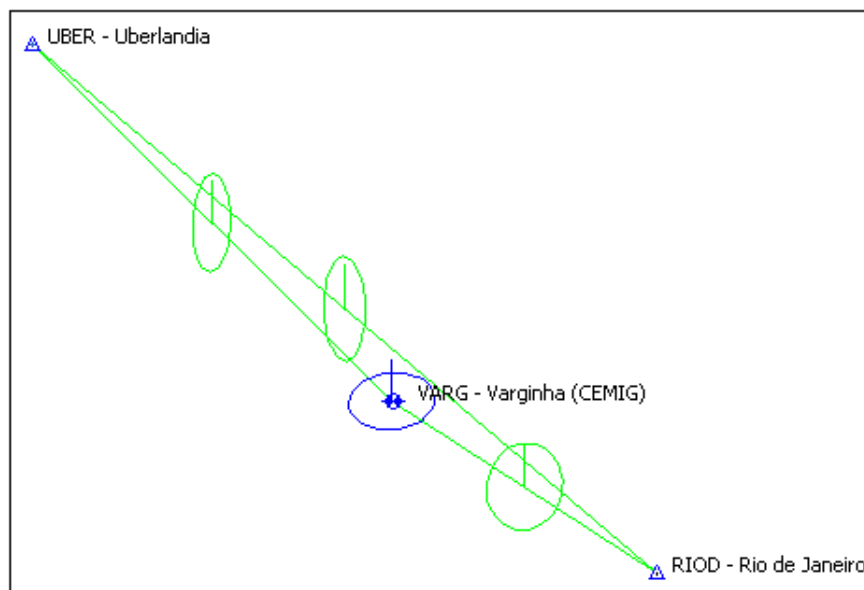 UBER - Uberlandia
VARG - Varginha (CEMIG)
RIOD - Rio de Janeiro